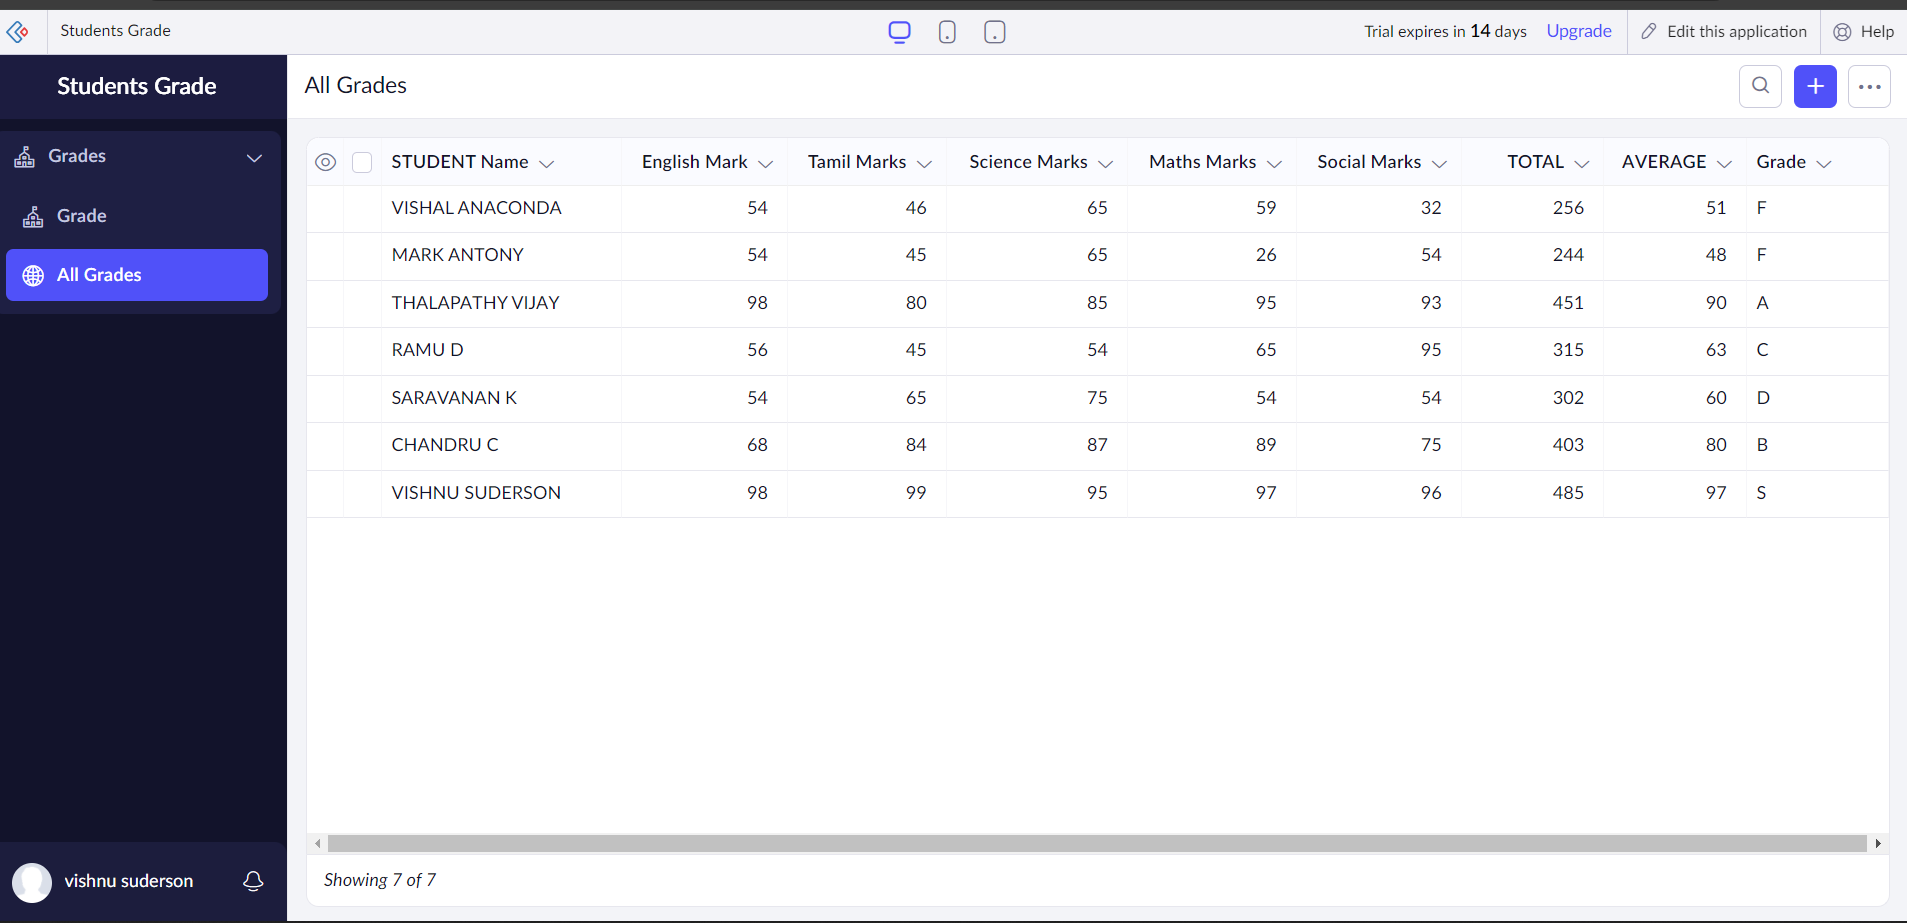 Students Grade
Trial expires in 14 days Upgrade Edit this application Help
Students Grade
All Grades
Grades
Grade
All Grades
STUDENT Name English Mark Tamil Marks Science Marks Maths Marks Social Marks TOTAL AVERAGE Grade
VISHAL ANACONDA 54 46 65 59 32 256 51 F
MARK ANTONY 54 45 65 26 54 244 48 F
THALAPATHY VIJAY 98 80 85 95 93 451 90 A
RAMU D 56 45 54 65 95 315 63 C
SARAVANAN K 54 65 75 54 54 302 60 D
CHANDRU C 68 84 87 89 75 403 80 B
VISHNU SUDERSON 98 99 95 97 96 485 97 S
Showing 7 of 7
vishnu suderson